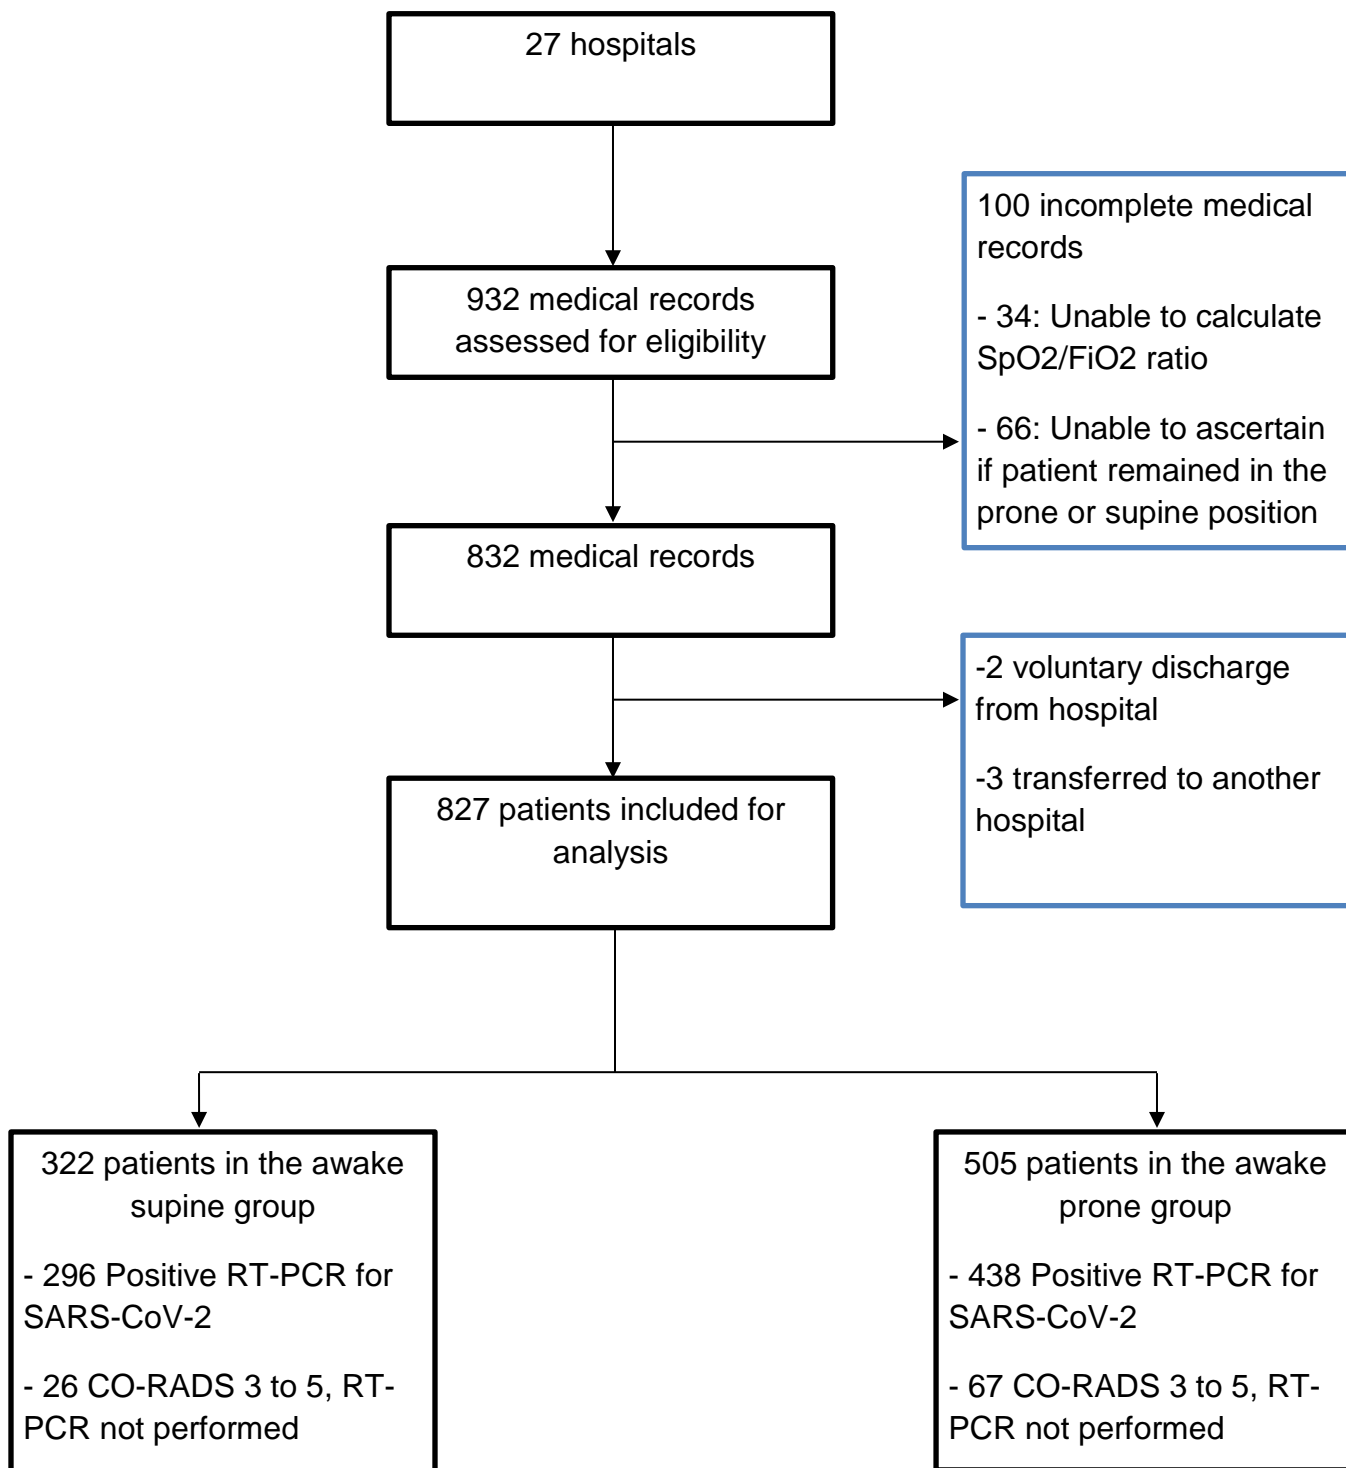 27 hospitals
932 medical records
assessed for eligibility
100 incomplete medical
records
- 34: Unable to calculate
SpO2/FiO2 ratio
- 66: Unable to ascertain
if patient remained in the
prone or supine position
832 medical records
-2 voluntary discharge
from hospital
-3 transferred to another
hospital
827 patients included for
analysis
322 patients in the awake
supine group
- 296 Positive RT-PCR for
SARS-CoV-2
- 26 CO-RADS 3 to 5, RT-
PCR not performed
505 patients in the awake
prone group
- 438 Positive RT-PCR for
SARS-CoV-2
- 67 CO-RADS 3 to 5, RT-
PCR not performed